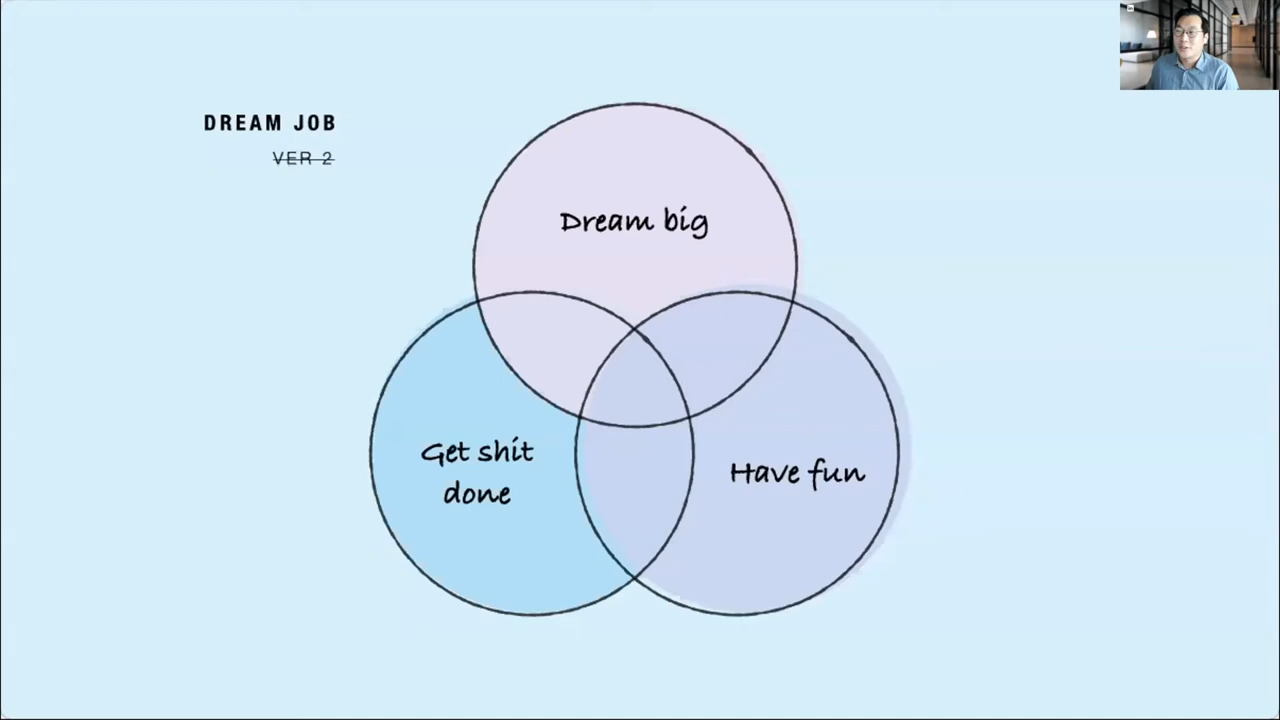 DREAM JOB
VER 2
Dream big
Get shit
done
Have fun